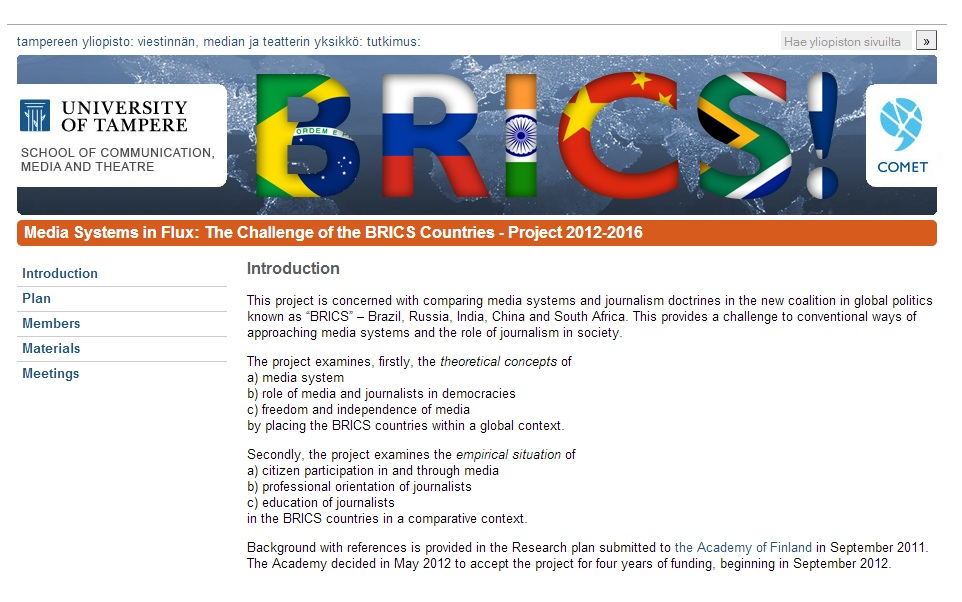 tampereen yliopisto: viestinnän, median ja teatterin yksikkö: tutkimus:
Hae yliopiston sivuilta »
UNIVERSITY
OF TAMPERE
SCHOOL OF COMMUNICATION,
MEDIA AND THEATRE
BRICS!
ORDEM E P
COMET
Media Systems in Flux: The Challenge of the BRICS Countries - Project 2012-2016
Introduction
Plan
Members
Materials
Meetings
Introduction
This project is concerned with comparing media systems and journalism doctrines in the new coalition in global politics
known as “BRICS” – Brazil, Russia, India, China and South Africa. This provides a challenge to conventional ways of
approaching media systems and the role of journalism in society.
The project examines, firstly, the theoretical concepts of
a) media system
b) role of media and journalists in democracies
c) freedom and independence of media
by placing the BRICS countries within a global context.
Secondly, the project examines the empirical situation of
a) citizen participation in and through media
b) professional orientation of journalists
c) education of journalists
in the BRICS countries in a comparative context.
Background with references is provided in the Research plan submitted to the Academy of Finland in September 2011.
The Academy decided in May 2012 to accept the project for four years of funding, beginning in September 2012.